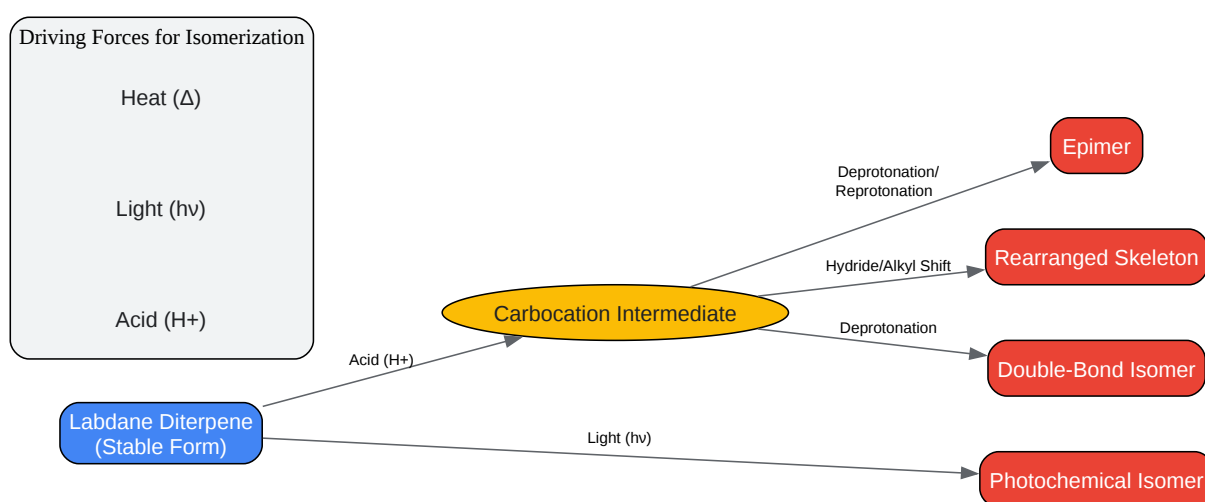 Driving Forces for Isomerization
Heat (Δ)
Light (hν)
Acid (H+)
Labdane Diterpene
(Stable Form)
Acid (H+)
Light (hν)
Carbocation Intermediate
Deprotonation/
Reprotonation
Hydride/Alkyl Shift
Deprotonation
Epimer
Rearranged Skeleton
Double-Bond Isomer
Photochemical Isomer